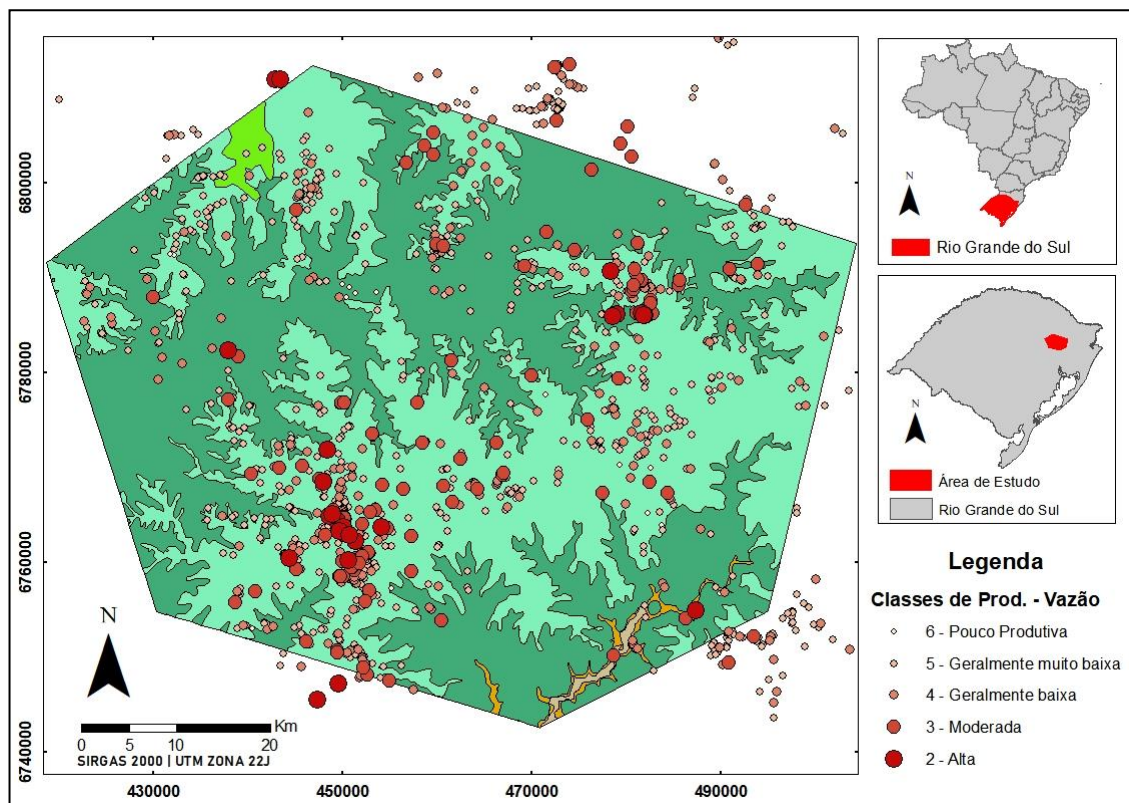 N
Rio Grande do Sul
N
Área de Estudo
Rio Grande do Sul
Legenda
Classes de Prod. - Vazão
6 - Pouco Produtiva
5 - Geralmente muito baixa
4 - Geralmente baixa
3 - Moderada
2 - Alta
6800000
6780000
6760000
6740000
N
Km
0 5 10 20
SIRGAS 2000 | UTM ZONA 22J
430000 450000 470000 490000